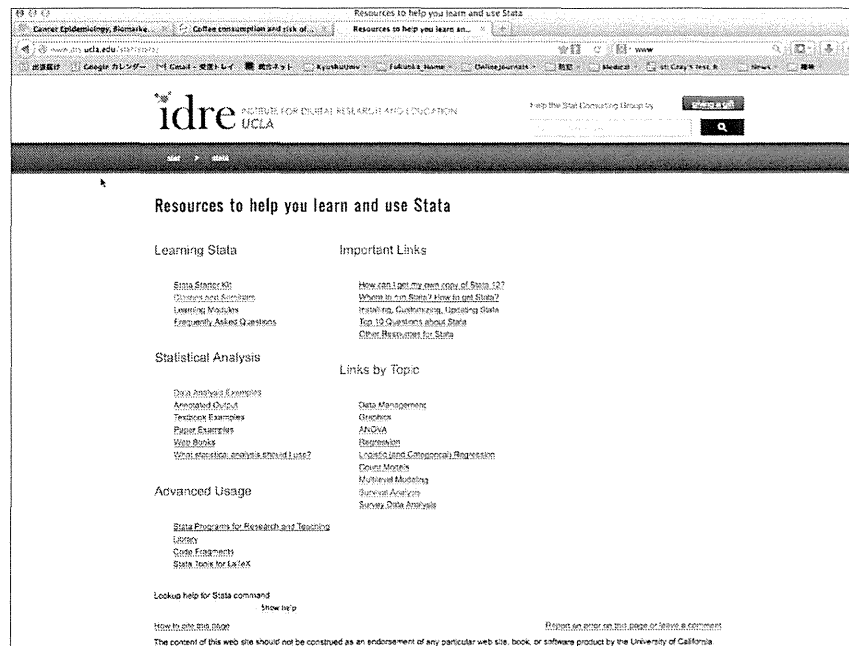 Resources to help you learn and use Stata
Cancer Epidemiology, Biomarke...
Coffee consumption and risk of...
Resources to help you learn an...
www.ats.ucla.edu/stat/stata/
www
Google カレンダー
Gmail - 受信トレイ
OnlineJournals
Medical
News
idre
INSTITUTE FOR DIGITAL RESEARCH AND EDUCATION
UCLA
Help the Stat Consulting Group by
stat > stata
Resources to help you learn and use Stata
Learning Stata
Stata Starter Kit
Classes and Seminars
Learning Modules
Frequently Asked Questions
Statistical Analysis
Data Analysis Examples
Annotated Output
Textbook Examples
Paper Examples
Web Books
What statistical analysis should I use?
Advanced Usage
Stata Programs for Research and Teaching
Library
Code Fragments
Stata Tools for LaTeX
Important Links
How can I get my own copy of Stata 12?
Where to run Stata? How to get Stata?
Installing, Customizing, Updating Stata
Top 10 Questions about Stata
Other Resources for Stata
Links by Topic
Data Management
Graphics
ANOVA
Regression
Logistic (and Categorical) Regression
Count Models
Multilevel Modeling
Survival Analysis
Survey Data Analysis
Lookup help for Stata command
Show help
How to cite this page
Report an error on this page or leave a comment
The content of this web site should not be construed as an endorsement of any particular web site, book, or software product by the University of California.